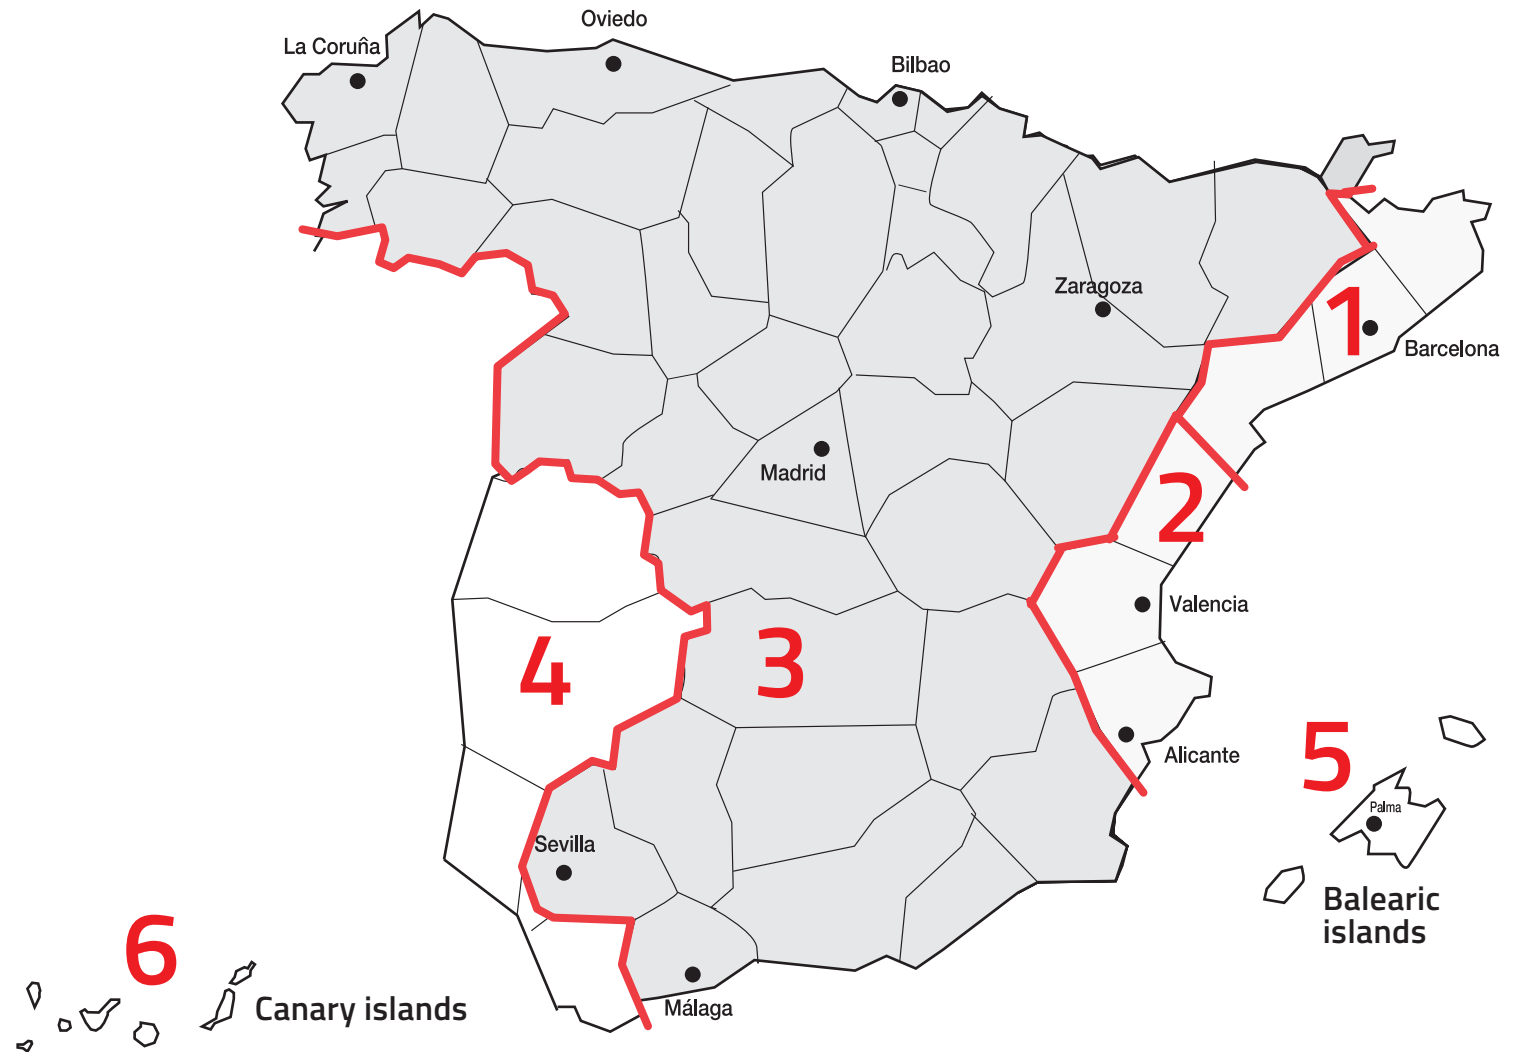 Oviedo
La Coruña
Bilbao
Zaragoza
1
Barcelona
Madrid
2
Valencia
4
3
Alicante
5
Palma
Sevilla
Balearic
islands
6
Canary islands
Málaga